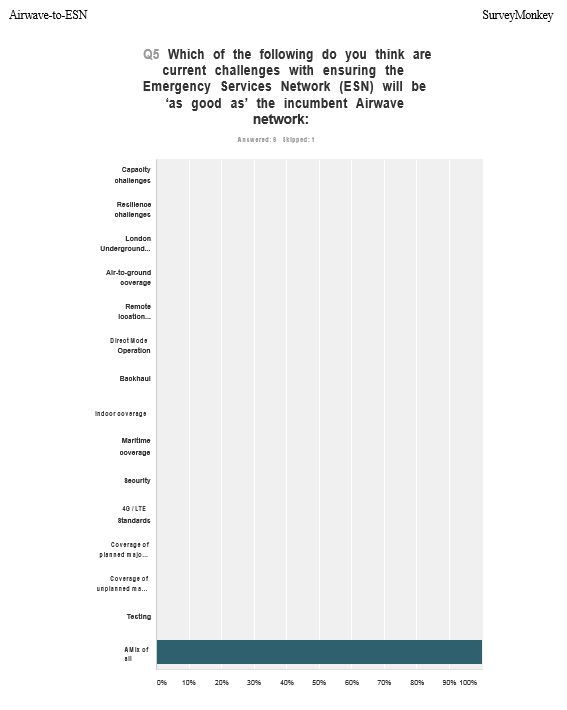 Airwave-to-ESN SurveyMonkey
Q5 Which of the following do you think are
current challenges with ensuring the
Emergency Services Network (ESN) will be
‘as good as’ the incumbent Airwave
network:
Answered: 8 Skipped: 1
Capacity
challenges
Resilience
challenges
London
Underground...
Air-to-ground
coverage
Remote
location...
Direct Mode
Operation
Backhaul
Indoor coverage
Maritime
coverage
Security
4G / LTE
Standards
Coverage of
planned majo...
Coverage of
unplanned ma...
Testing
A Mix of
all
0% 10% 20% 30% 40% 50% 60% 70% 80% 90% 100%